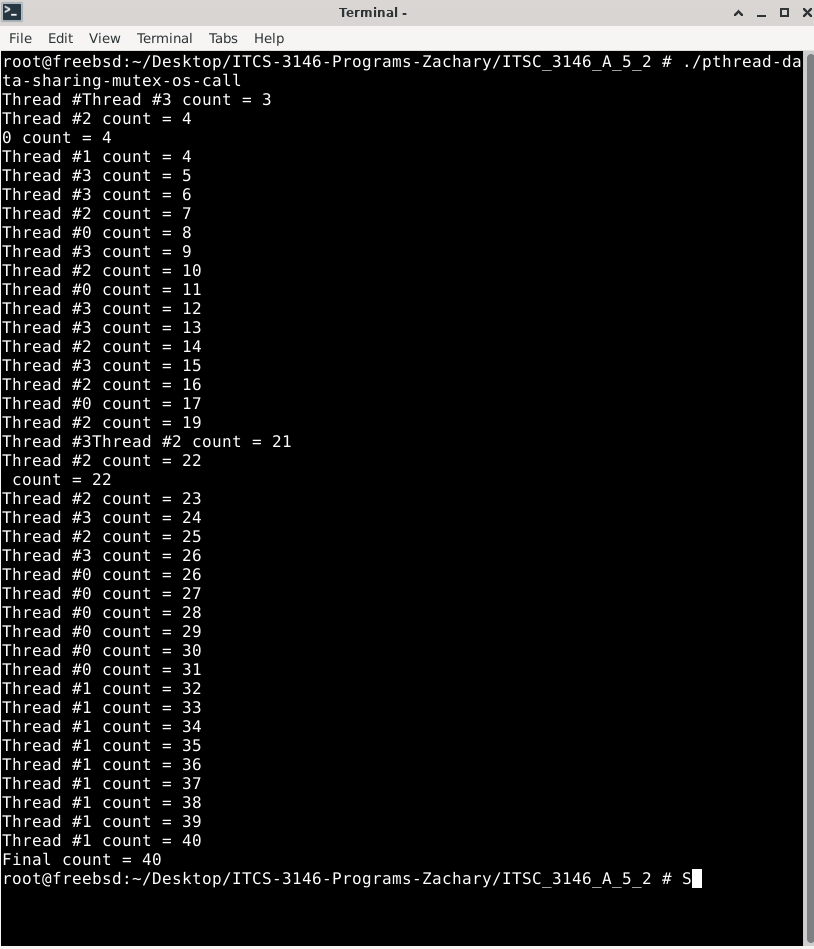 Terminal -
File Edit View Terminal Tabs Help
root@freebsd:~/Desktop/ITCS-3146-Programs-Zachary/ITSC_3146_A_5_2 # ./pthread-da
ta-sharing-mutex-os-call
Thread #Thread #3 count = 3
Thread #2 count = 4
0 count = 4
Thread #1 count = 4
Thread #3 count = 5
Thread #3 count = 6
Thread #2 count = 7
Thread #0 count = 8
Thread #3 count = 9
Thread #2 count = 10
Thread #0 count = 11
Thread #3 count = 12
Thread #3 count = 13
Thread #2 count = 14
Thread #3 count = 15
Thread #2 count = 16
Thread #0 count = 17
Thread #2 count = 19
Thread #3Thread #2 count = 21
Thread #2 count = 22
 count = 22
Thread #2 count = 23
Thread #3 count = 24
Thread #2 count = 25
Thread #3 count = 26
Thread #0 count = 26
Thread #0 count = 27
Thread #0 count = 28
Thread #0 count = 29
Thread #0 count = 30
Thread #0 count = 31
Thread #1 count = 32
Thread #1 count = 33
Thread #1 count = 34
Thread #1 count = 35
Thread #1 count = 36
Thread #1 count = 37
Thread #1 count = 38
Thread #1 count = 39
Thread #1 count = 40
Final count = 40
root@freebsd:~/Desktop/ITCS-3146-Programs-Zachary/ITSC_3146_A_5_2 # S